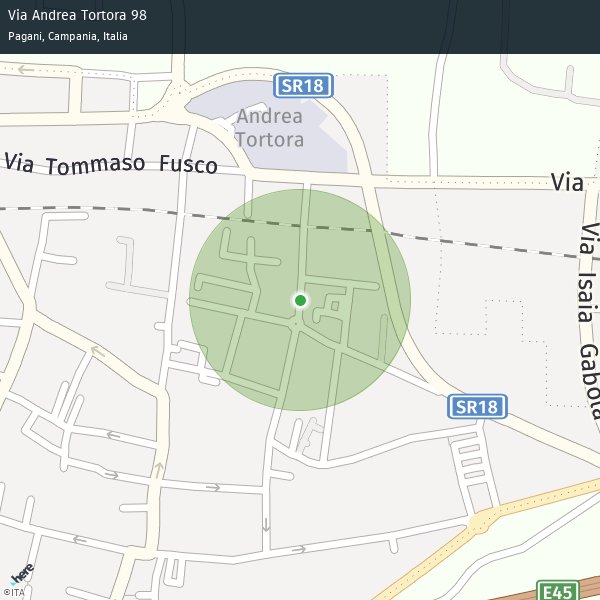 Via Andrea Tortora 98
Pagani, Campania, Italia
SR18
Andrea
Tortora
Via Tommaso Fusco
Via
Via Isaia Gabola
SR18
here
©ITA
E45